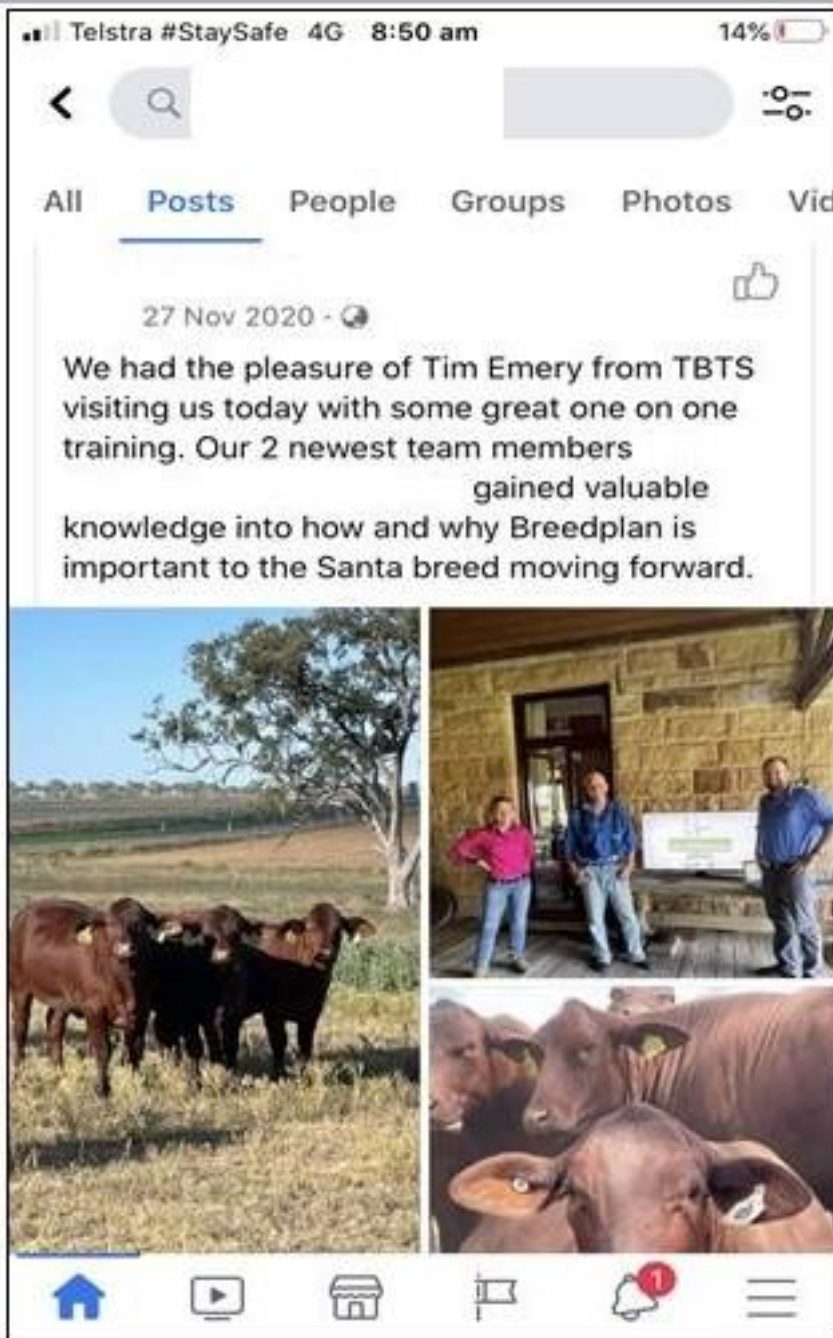 Telstra #StaySafe 4G 8:50 am 14%
All Posts People Groups Photos Vid
27 Nov 2020 ·
We had the pleasure of Tim Emery from TBTS
visiting us today with some great one on one
training. Our 2 newest team members
gained valuable
knowledge into how and why Breedplan is
important to the Santa breed moving forward.
1